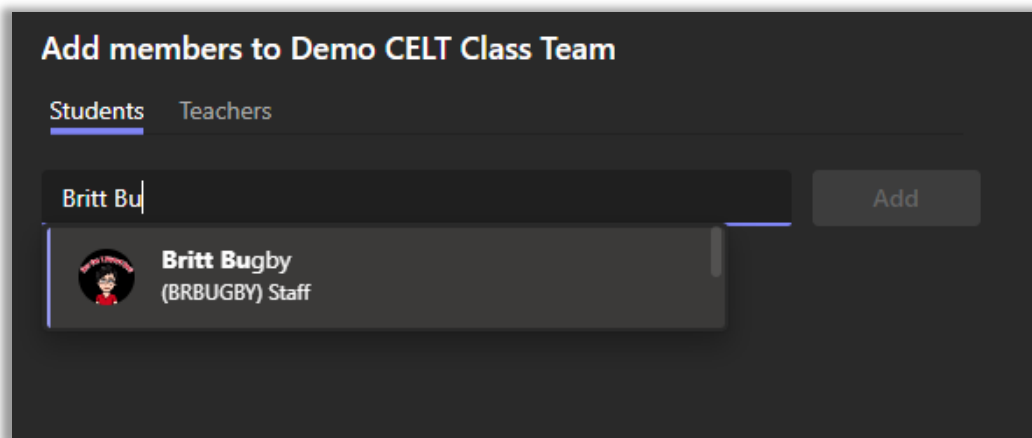 Add members to Demo CELT Class Team
Students Teachers
Britt Bu
Add
Britt Bugby
(BRBUGBY) Staff